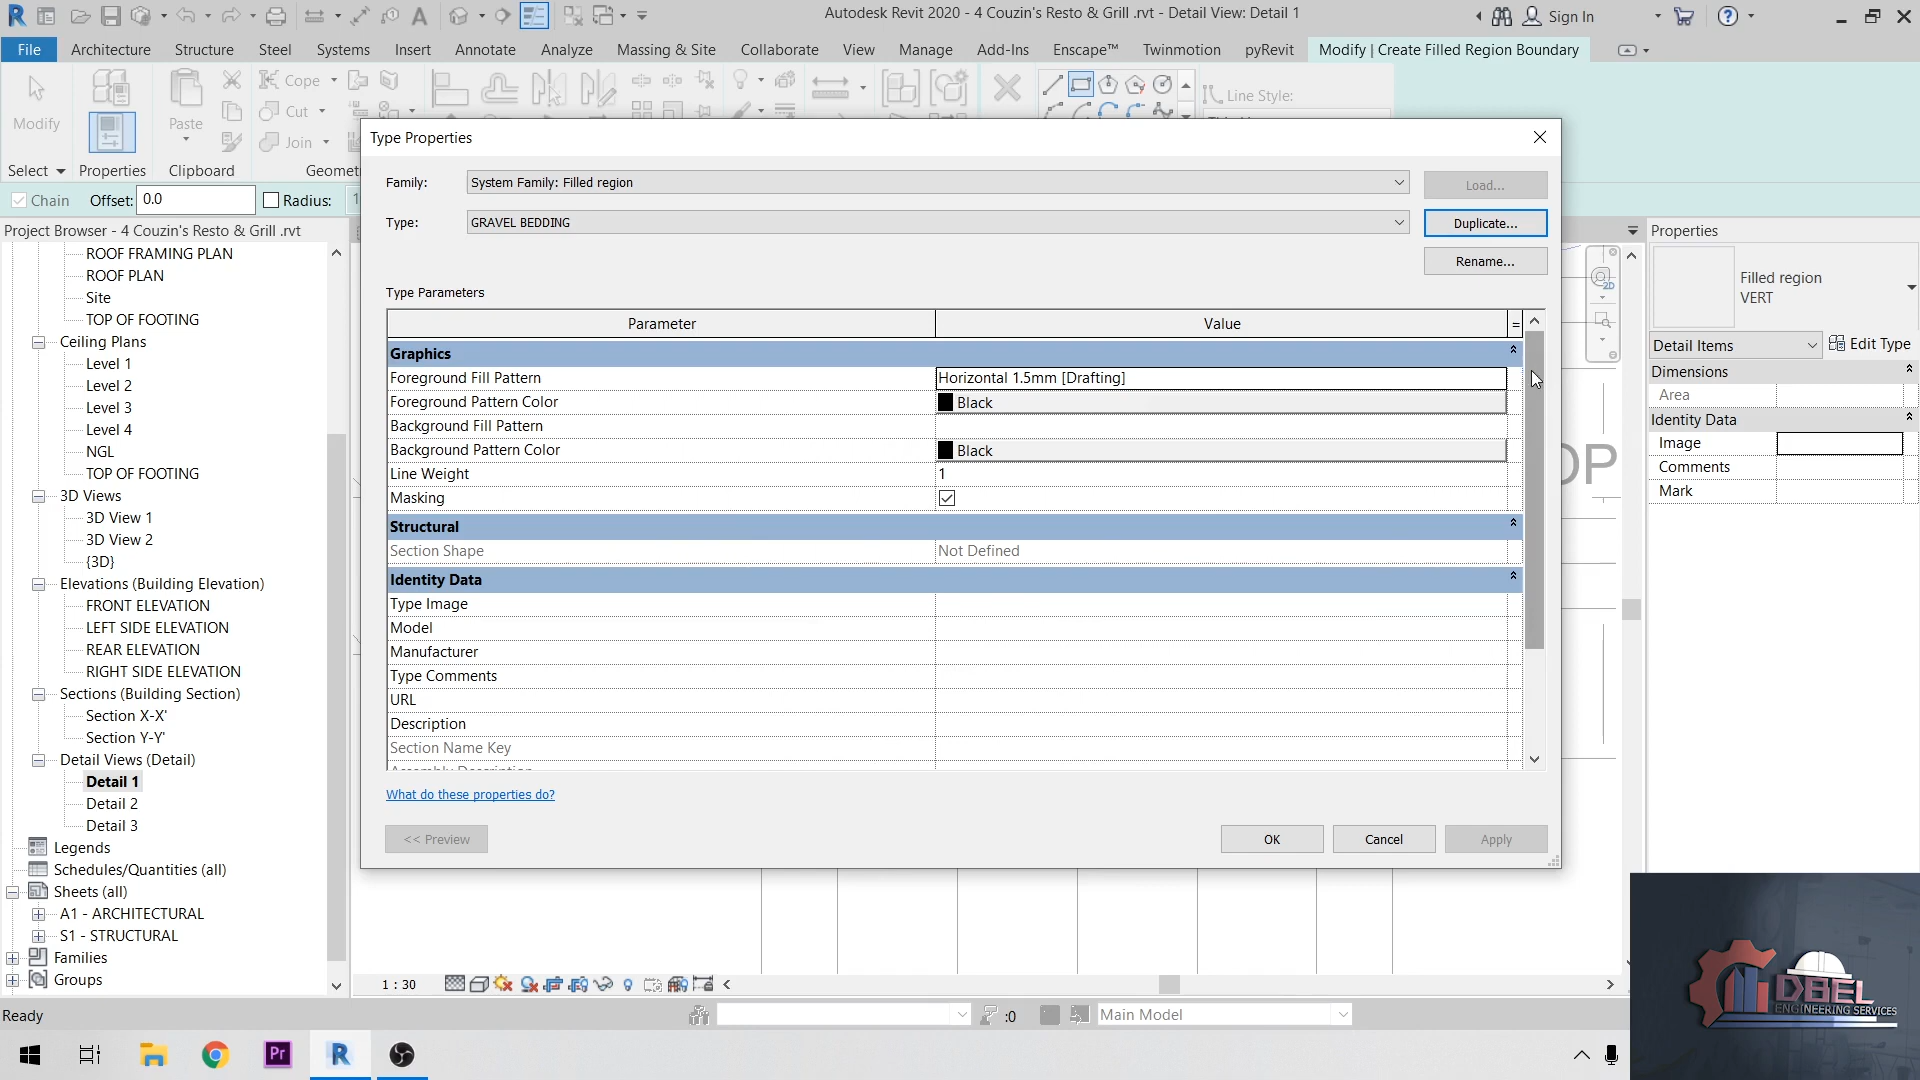 Autodesk Revit 2020 - 4 Couzin's Resto & Grill .rvt - Detail View: Detail 1
Sign In
File Architecture Structure Steel Systems Insert Annotate Analyze Massing & Site Collaborate View Manage Add-Ins Enscape™ Twinmotion pyRevit Modify | Create Filled Region Boundary
Modify
Paste
Cope
Cut
Join
Line Style:
Select Properties Clipboard Geomet
Chain Offset: 0.0 Radius:
Project Browser - 4 Couzin's Resto & Grill .rvt
ROOF FRAMING PLAN
ROOF PLAN
Site
TOP OF FOOTING
Ceiling Plans
Level 1
Level 2
Level 3
Level 4
NGL
TOP OF FOOTING
3D Views
3D View 1
3D View 2
{3D}
Elevations (Building Elevation)
FRONT ELEVATION
LEFT SIDE ELEVATION
REAR ELEVATION
RIGHT SIDE ELEVATION
Sections (Building Section)
Section X-X'
Section Y-Y'
Detail Views (Detail)
Detail 1
Detail 2
Detail 3
Legends
Schedules/Quantities (all)
Sheets (all)
A1 - ARCHITECTURAL
S1 - STRUCTURAL
Families
Groups
Type Properties
Family: System Family: Filled region Load...
Type: GRAVEL BEDDING Duplicate...
Rename...
Type Parameters
Parameter Value =
Graphics
Foreground Fill Pattern Horizontal 1.5mm [Drafting]
Foreground Pattern Color Black
Background Fill Pattern
Background Pattern Color Black
Line Weight 1
Masking
Structural
Section Shape Not Defined
Identity Data
Type Image
Model
Manufacturer
Type Comments
URL
Description
Section Name Key
Assembly Description
What do these properties do?
<< Preview OK Cancel Apply
Properties
Filled region
VERT
Detail Items Edit Type
Dimensions
Area
Identity Data
Image
Comments
Mark
2D
OP
1 : 30
Ready
:0
Main Model
Pr
R
DBEL
ENGINEERING SERVICES